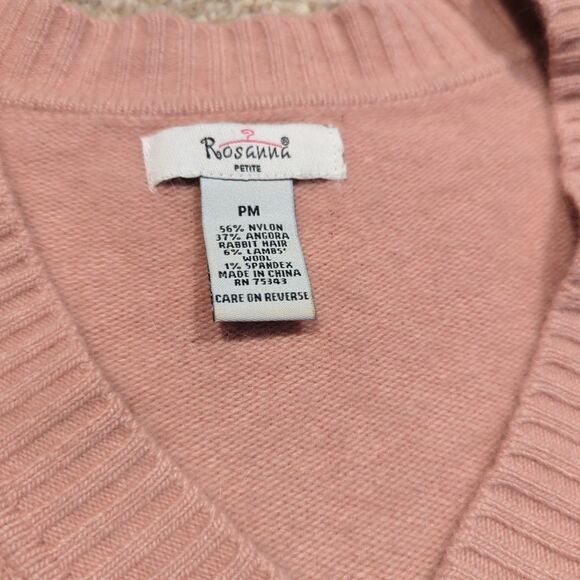 Rosanna®
PETITE
PM
56% NYLON
37% ANGORA
RABBIT HAIR
6% LAMBS'
WOOL
1% SPANDEX
MADE IN CHINA
RN 75343
CARE ON REVERSE